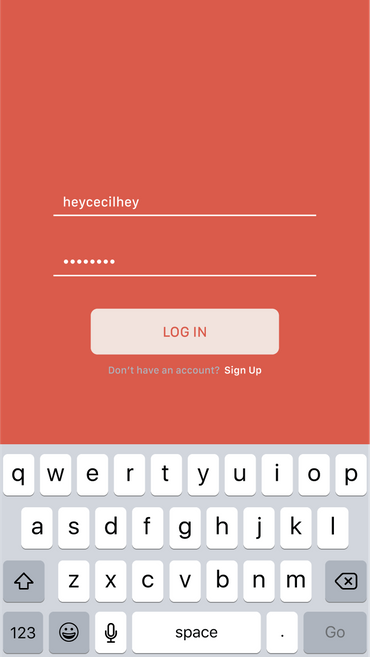 heycecilhey
••••••••
LOG IN
Don't have an account? Sign Up
q w e r t y u i o p
a s d f g h j k l
z x c v b n m
123 space . Go